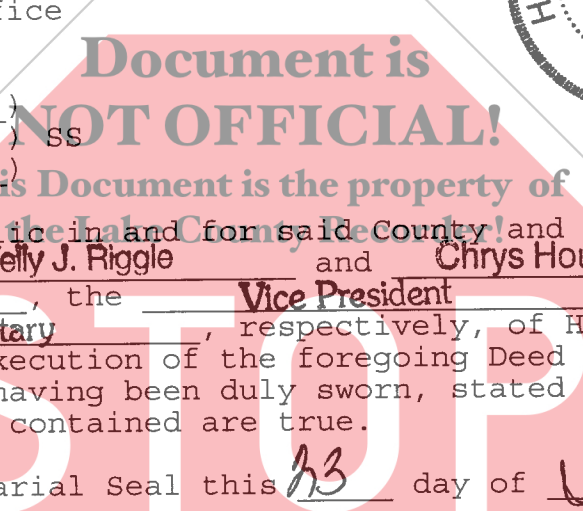 fice
Document is
NOT OFFICIAL!
) SS
is Document is the property of
the Lake County Recorder!
ic in and for said County and
elly J. Riggle and Chrys Hou
, the Vice President
tary, respectively, of H
xecution of the foregoing Deed
having been duly sworn, stated
contained are true.
arial Seal this 23 day of
STOP
H